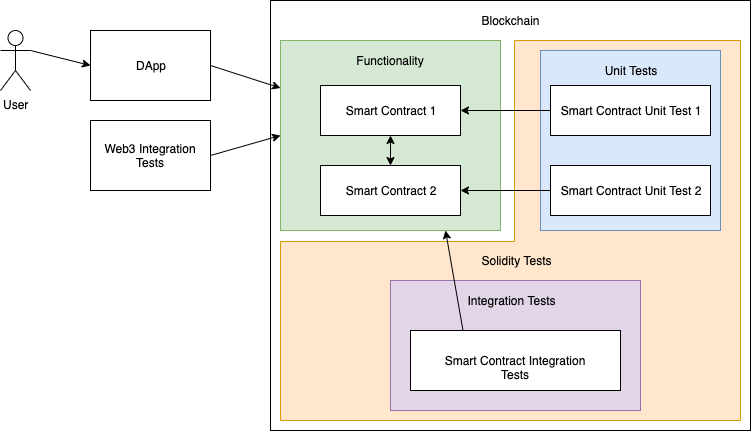 Blockchain
User
DApp
Web3 Integration
Tests
Functionality
Smart Contract 1
Smart Contract 2
Unit Tests
Smart Contract Unit Test 1
Smart Contract Unit Test 2
Solidity Tests
Integration Tests
Smart Contract Integration
Tests